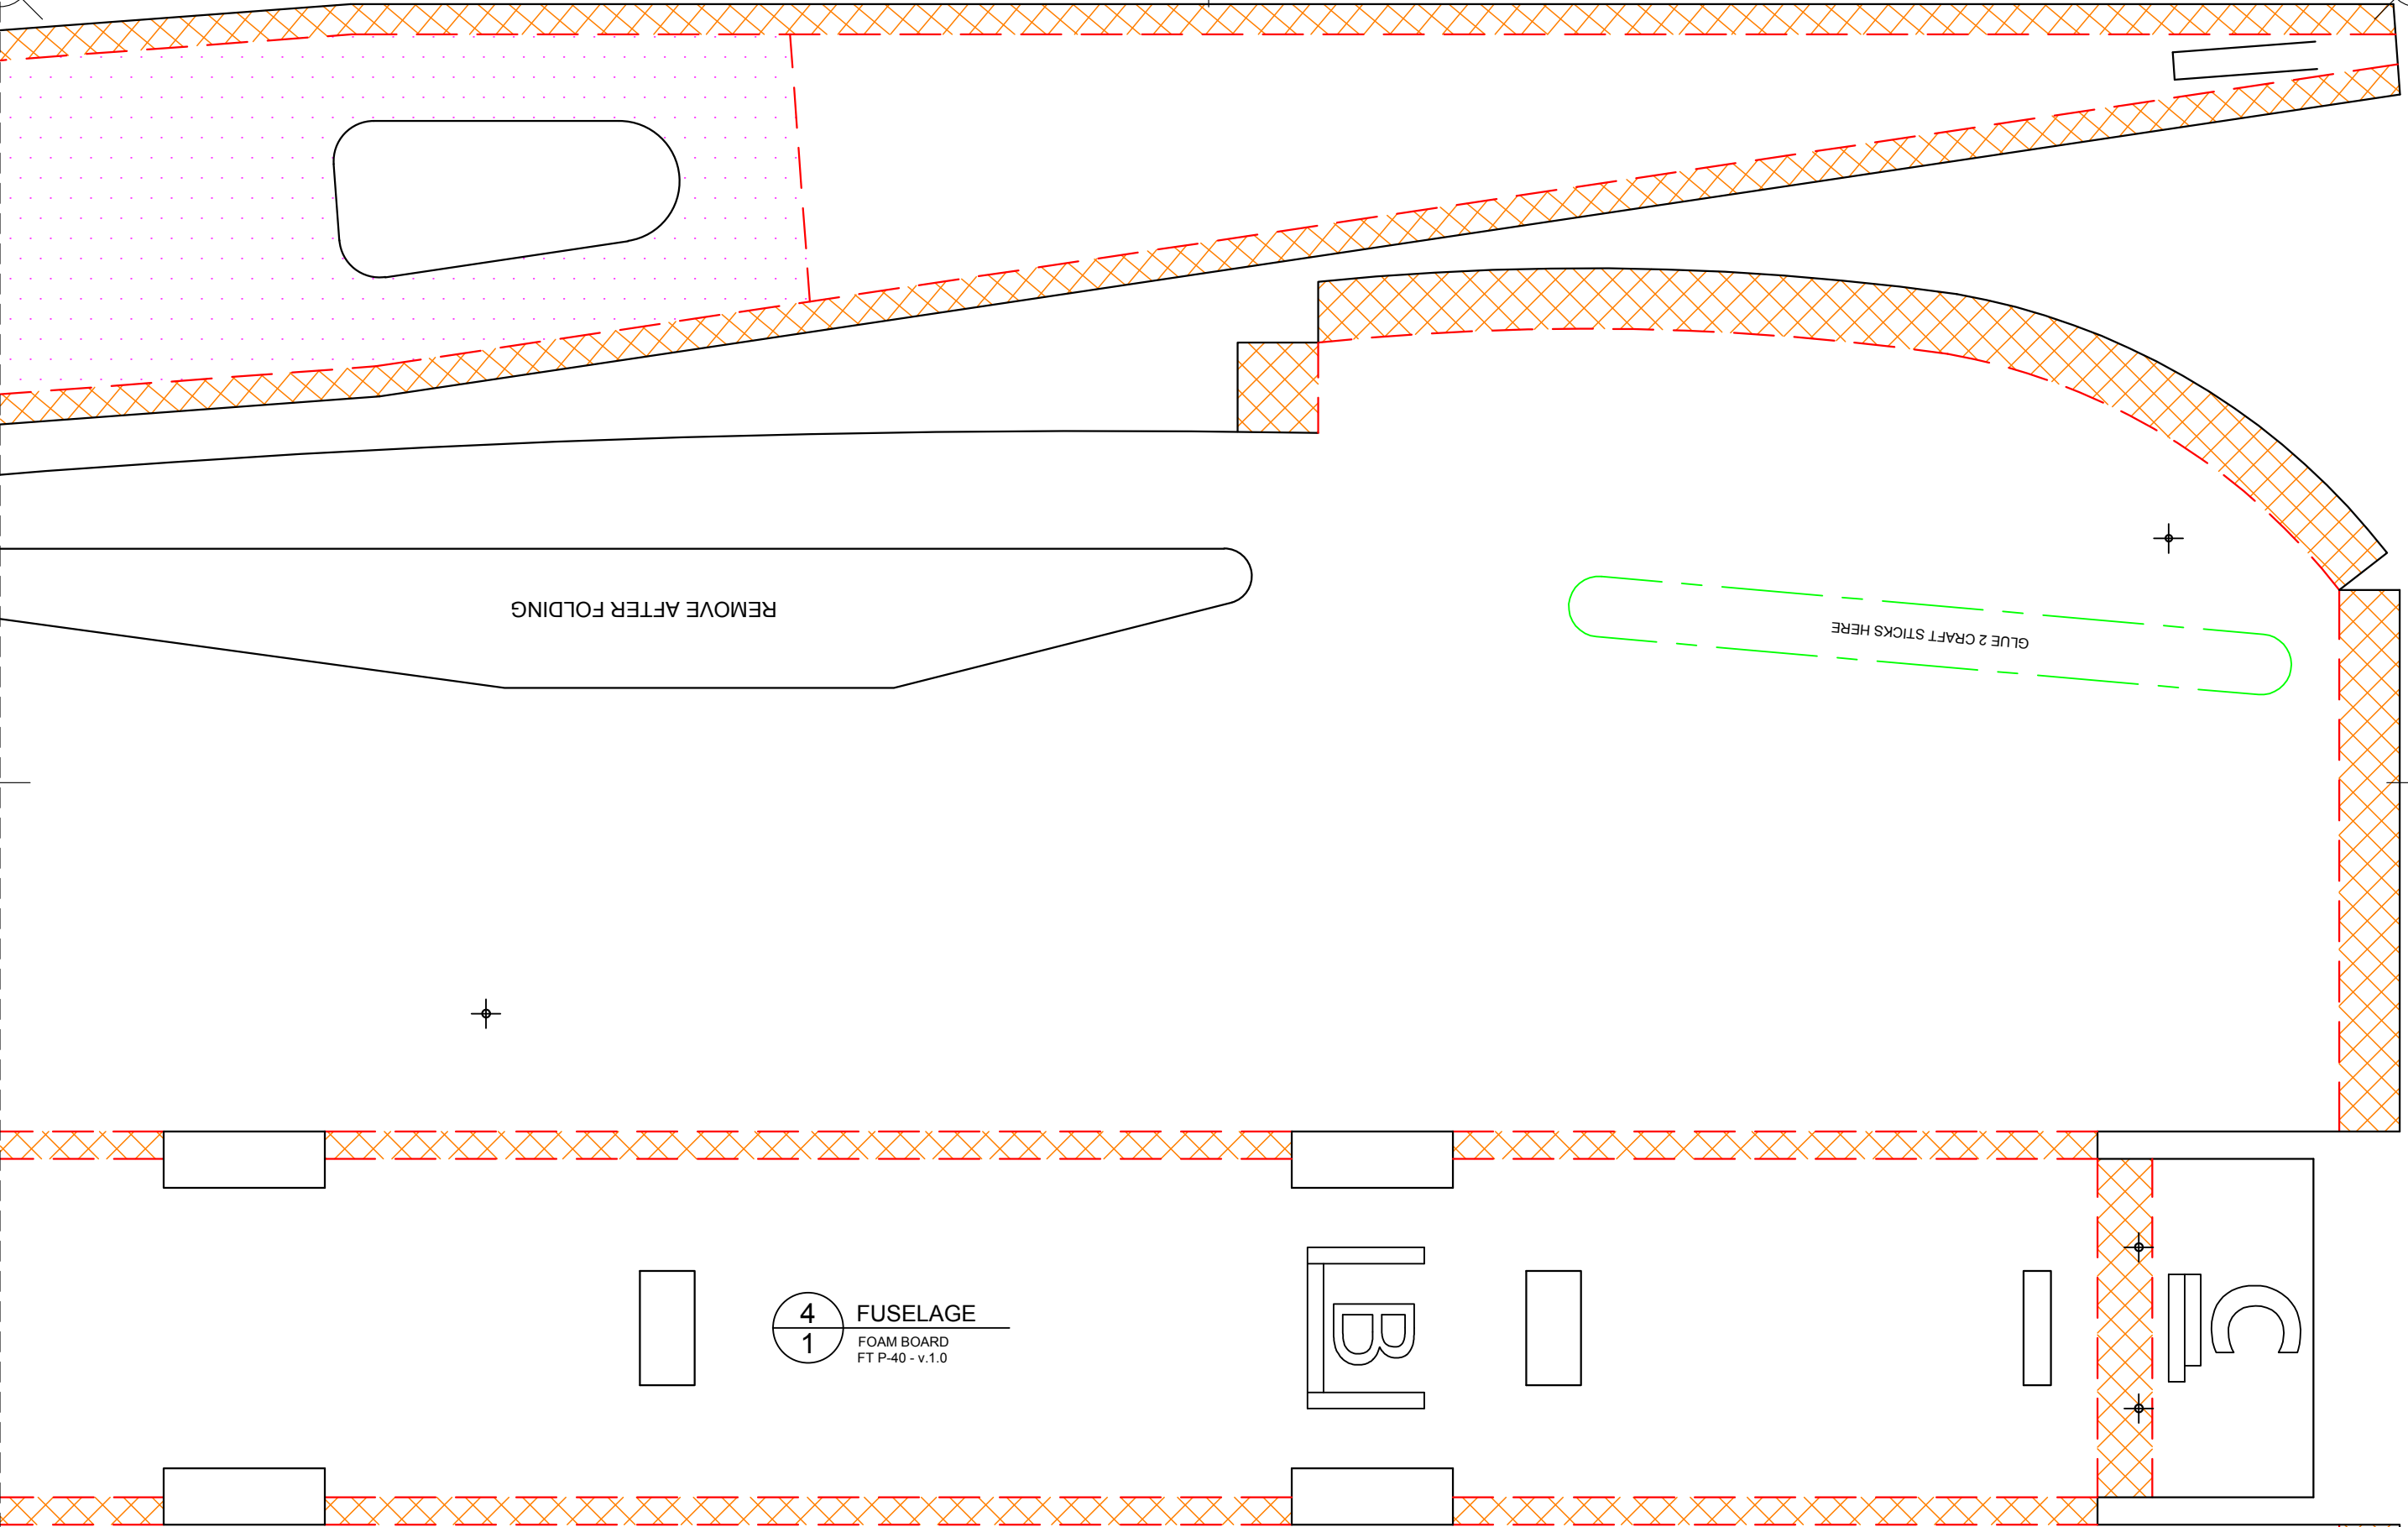 REMOVE AFTER FOLDING
GLUE 2 CRAFT STICKS HERE
4
1
FUSELAGE
FOAM BOARD
FT P-40 - v.1.0
B
C